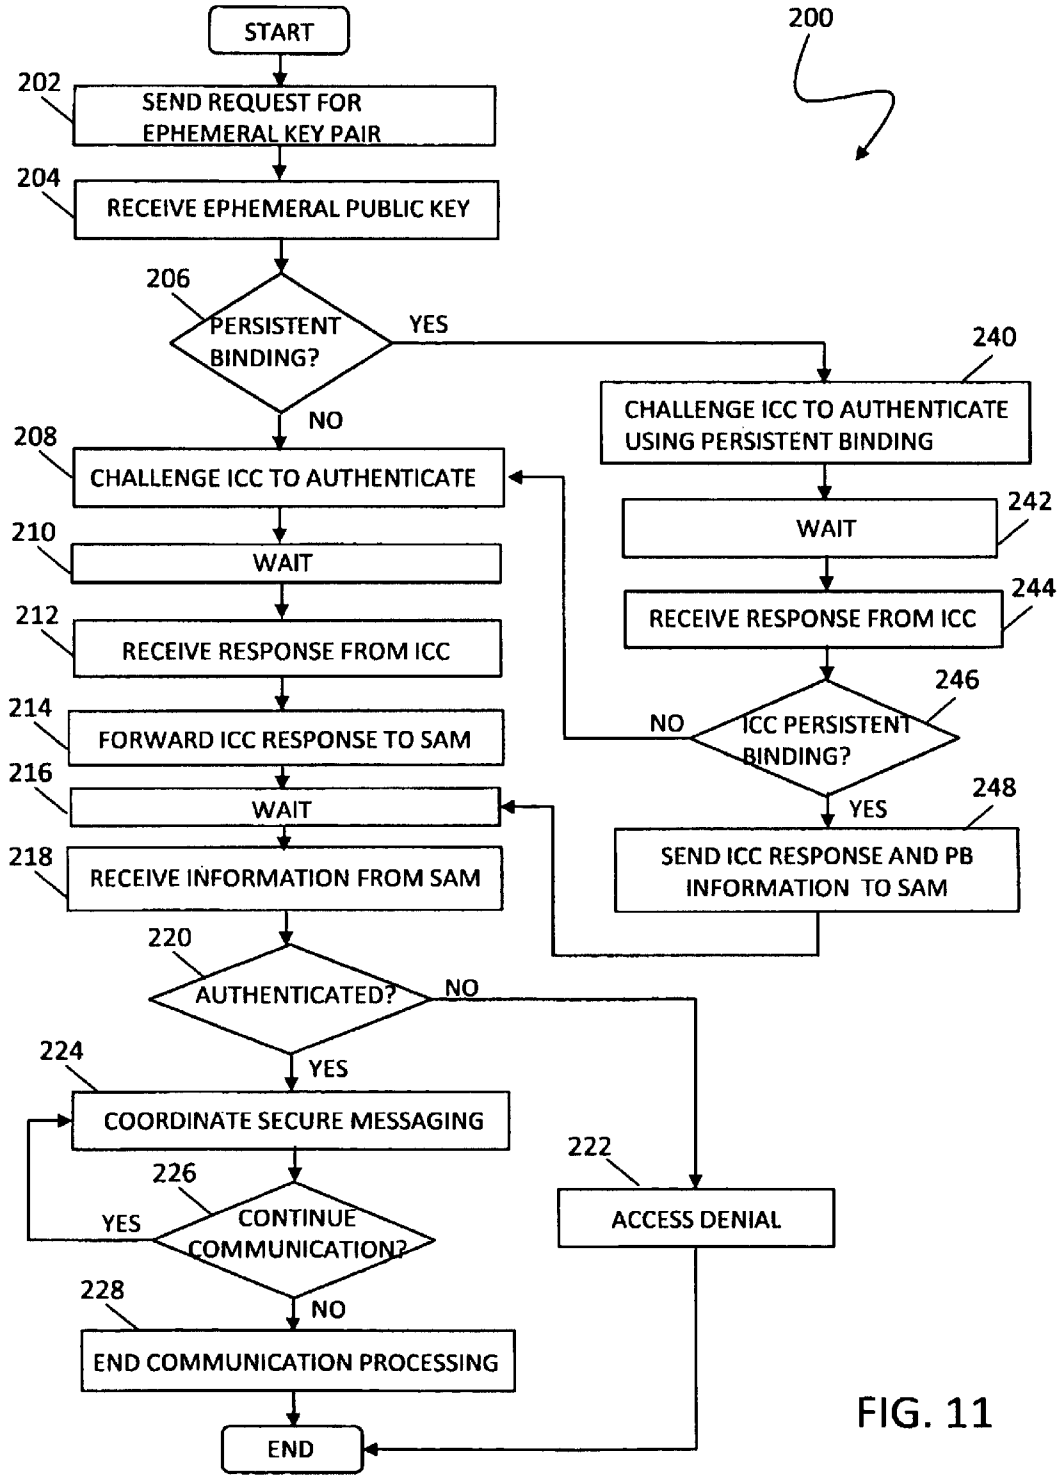 START
200
202
SEND REQUEST FOR
EPHEMERAL KEY PAIR
204
RECEIVE EPHEMERAL PUBLIC KEY
206
PERSISTENT
BINDING?
YES
NO
240
CHALLENGE ICC TO AUTHENTICATE
USING PERSISTENT BINDING
208
CHALLENGE ICC TO AUTHENTICATE
242
WAIT
210
WAIT
244
RECEIVE RESPONSE FROM ICC
212
RECEIVE RESPONSE FROM ICC
246
ICC PERSISTENT
BINDING?
NO
YES
214
FORWARD ICC RESPONSE TO SAM
216
WAIT
248
SEND ICC RESPONSE AND PB
INFORMATION TO SAM
218
RECEIVE INFORMATION FROM SAM
220
AUTHENTICATED?
NO
YES
224
COORDINATE SECURE MESSAGING
222
ACCESS DENIAL
226
CONTINUE
COMMUNICATION?
YES
NO
228
END COMMUNICATION PROCESSING
END
FIG. 11